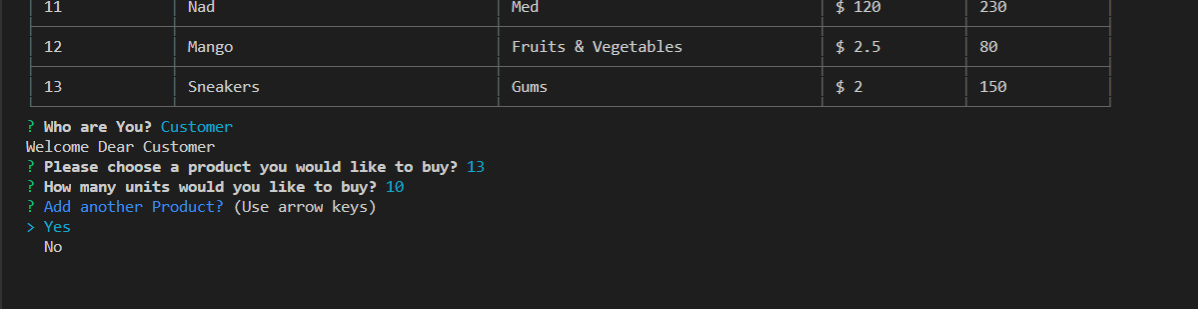 11 Nad Med $ 120 230
12 Mango Fruits & Vegetables $ 2.5 80
13 Sneakers Gums $ 2 150
? Who are You? Customer
Welcome Dear Customer
? Please choose a product you would like to buy? 13
? How many units would you like to buy? 10
? Add another Product? (Use arrow keys)
> Yes
No